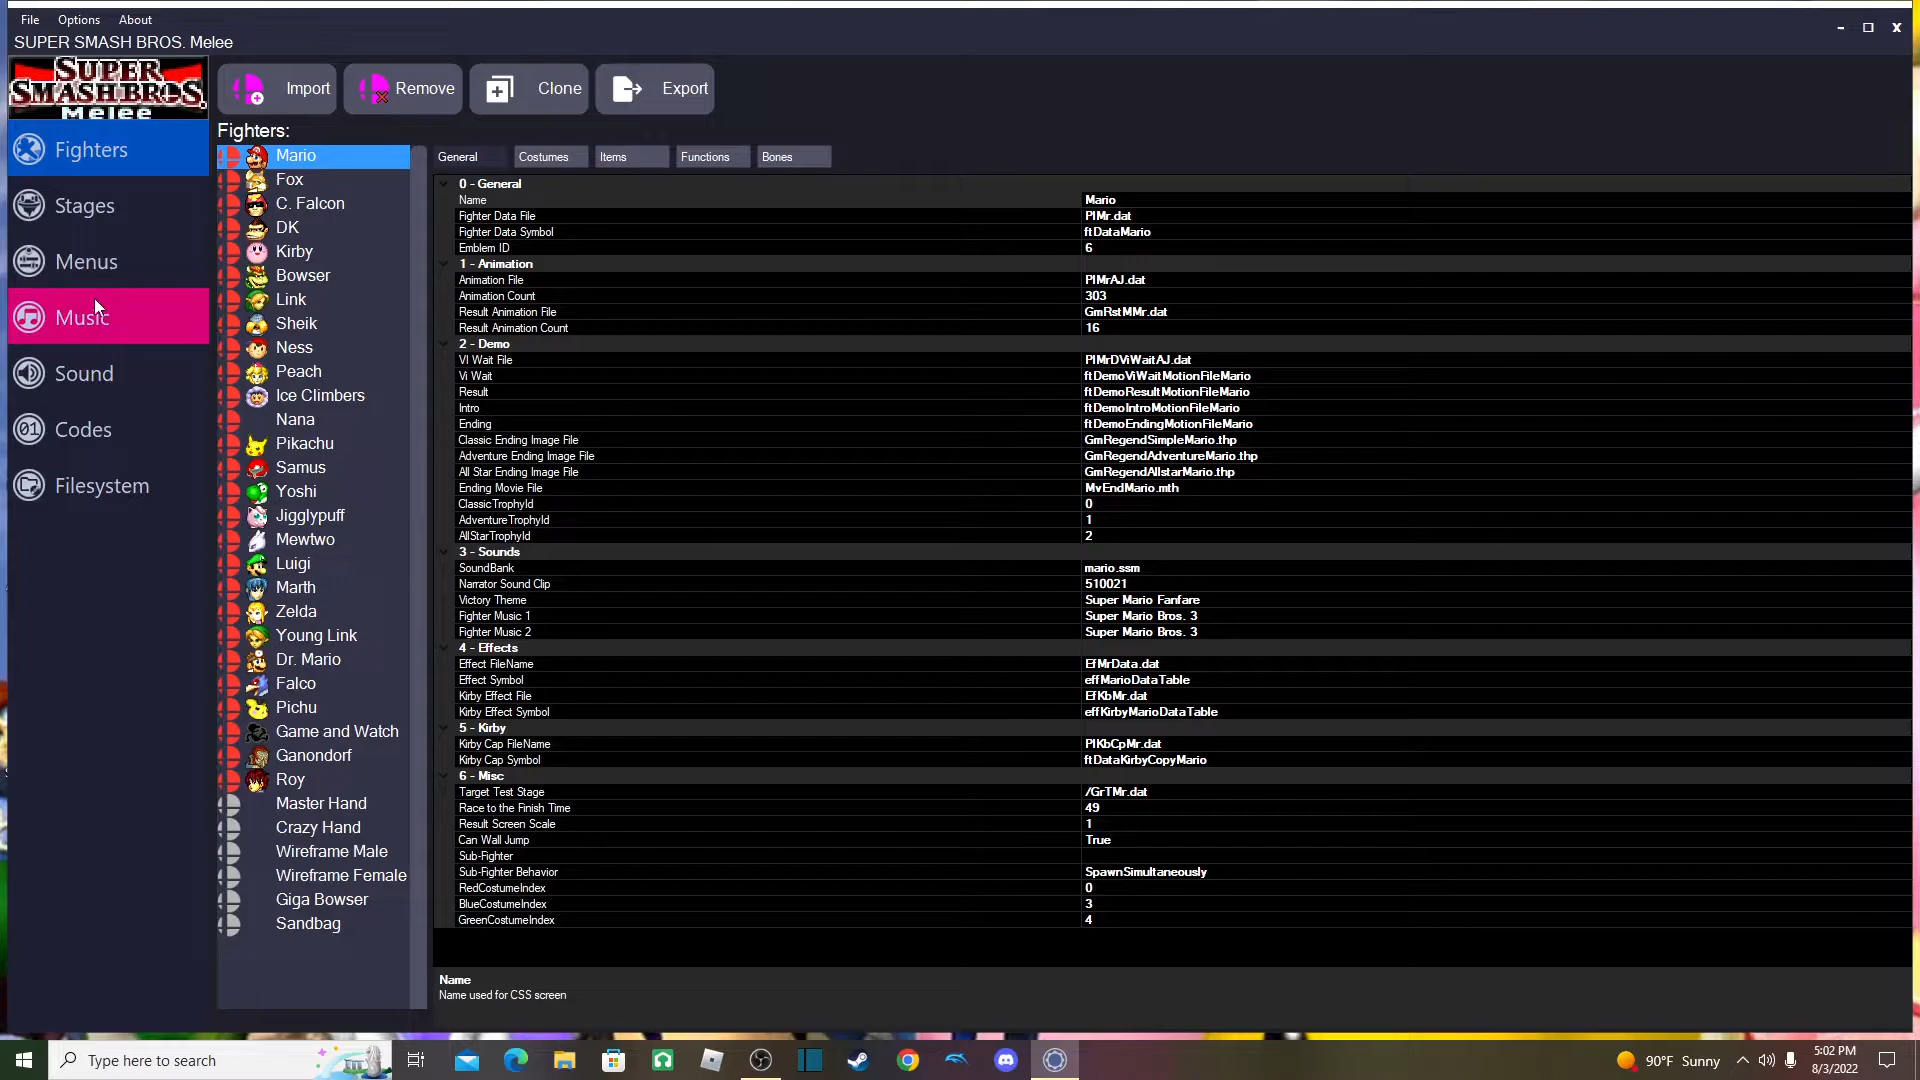 File Options About
SUPER SMASH BROS. Melee
SUPER
SMASH BROS.
Melee
Import Remove Clone Export
Fighters
Stages
Menus
Music
Sound
Codes
Filesystem
Fighters:
Mario
Fox
C. Falcon
DK
Kirby
Bowser
Link
Sheik
Ness
Peach
Ice Climbers
Nana
Pikachu
Samus
Yoshi
Jigglypuff
Mewtwo
Luigi
Marth
Zelda
Young Link
Dr. Mario
Falco
Pichu
Game and Watch
Ganondorf
Roy
Master Hand
Crazy Hand
Wireframe Male
Wireframe Female
Giga Bowser
Sandbag
General Costumes Items Functions Bones
0 - General
Name Mario
Fighter Data File PlMr.dat
Fighter Data Symbol ftDataMario
Emblem ID 6
1 - Animation
Animation File PlMrAJ.dat
Animation Count 303
Result Animation File GmRstMMr.dat
Result Animation Count 16
2 - Demo
VI Wait File PlMrDViWaitAJ.dat
Vi Wait ftDemoViWaitMotionFileMario
Result ftDemoResultMotionFileMario
Intro ftDemoIntroMotionFileMario
Ending ftDemoEndingMotionFileMario
Classic Ending Image File GmRegendSimpleMario.thp
Adventure Ending Image File GmRegendAdventureMario.thp
All Star Ending Image File GmRegendAllstarMario.thp
Ending Movie File MvEndMario.mth
ClassicTrophyId 0
AdventureTrophyId 1
AllStarTrophyId 2
3 - Sounds
SoundBank mario.ssm
Narrator Sound Clip 510021
Victory Theme Super Mario Fanfare
Fighter Music 1 Super Mario Bros. 3
Fighter Music 2 Super Mario Bros. 3
4 - Effects
Effect FileName EfMrData.dat
Effect Symbol effMarioDataTable
Kirby Effect File EfKbMr.dat
Kirby Effect Symbol effKirbyMarioDataTable
5 - Kirby
Kirby Cap FileName PlKbCpMr.dat
Kirby Cap Symbol ftDataKirbyCopyMario
6 - Misc
Target Test Stage /GrTMr.dat
Race to the Finish Time 49
Result Screen Scale 1
Can Wall Jump True
Sub-Fighter
Sub-Fighter Behavior SpawnSimultaneously
RedCostumeIndex 0
BlueCostumeIndex 3
GreenCostumeIndex 4
Name
Name used for CSS screen
Type here to search
90°F Sunny
5:02 PM
8/3/2022